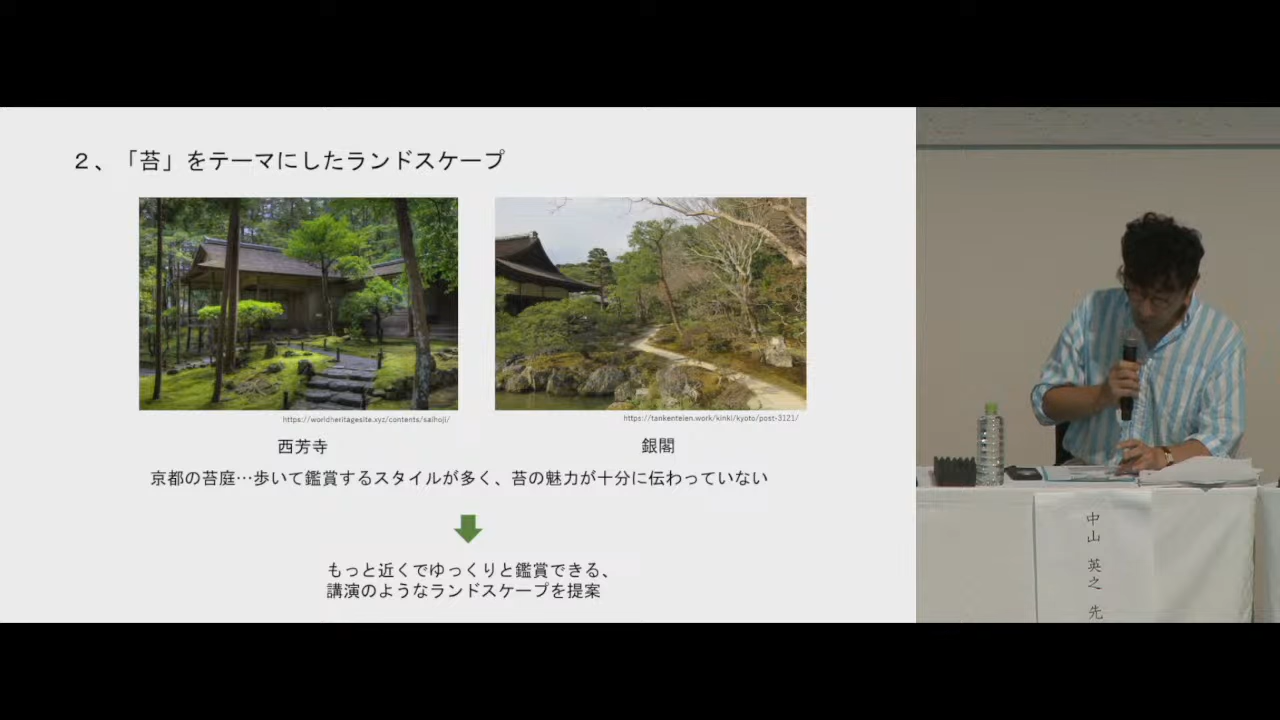 2、「苔」をテーマにしたランドスケープ
https://worldheritagesite.xyz/contents/saihoji/
https://tankenteien.work/kinki/kyoto/post-3121/
西芳寺
銀閣
京都の苔庭…歩いて鑑賞するスタイルが多く、苔の魅力が十分に伝わっていない
もっと近くでゆっくりと鑑賞できる、
講演のようなランドスケープを提案
中山 英之 先